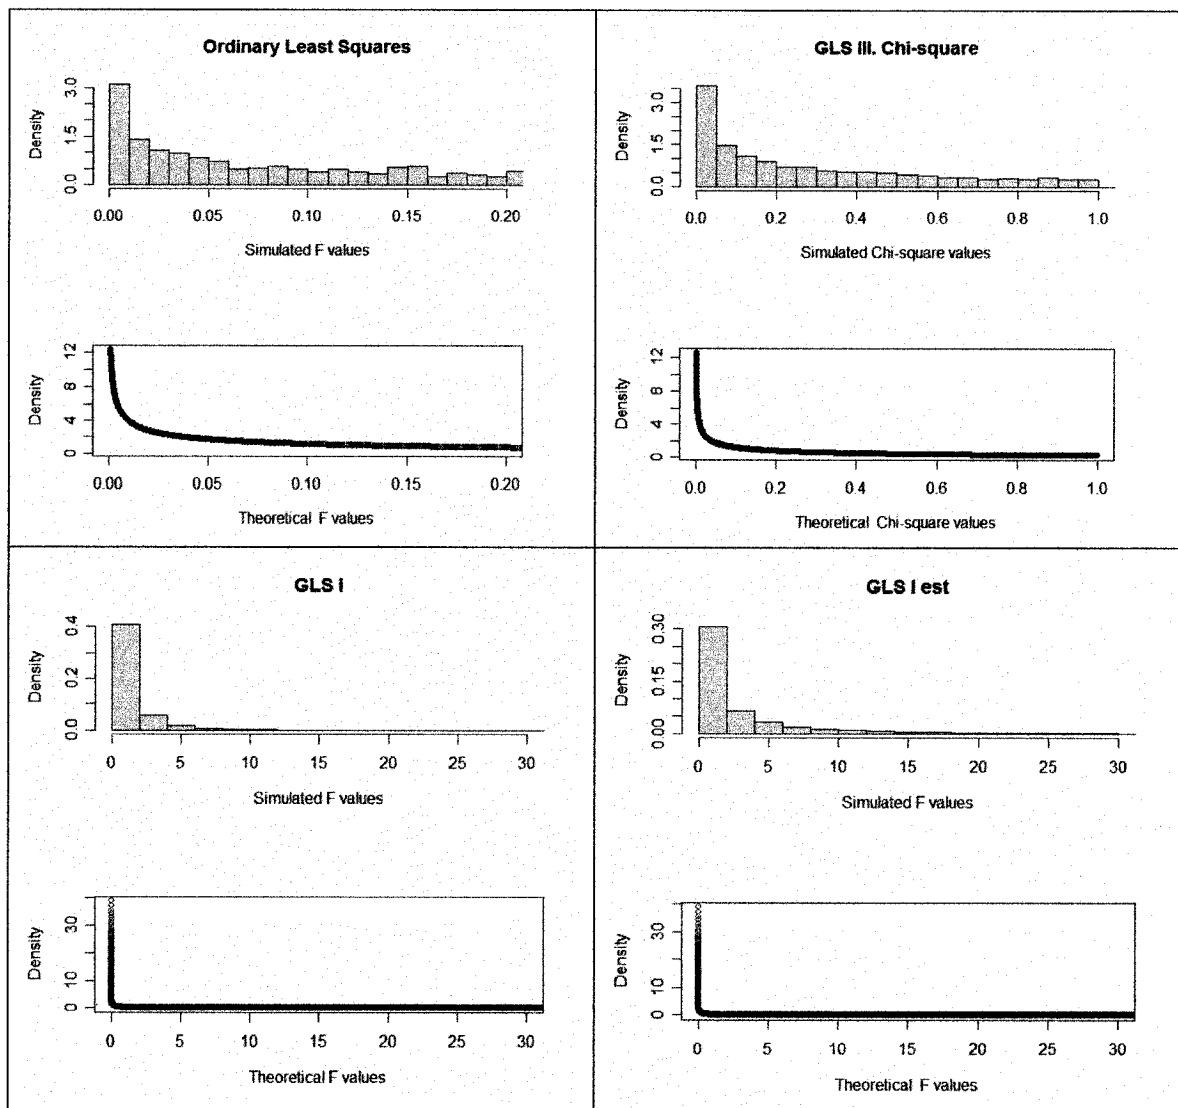 Ordinary Least Squares
Density
0.0 1.5 3.0
0.00 0.05 0.10 0.15 0.20
Simulated F values
Density
0 4 8 12
0.00 0.05 0.10 0.15 0.20
Theoretical F values
GLS III. Chi-square
Density
0.0 1.5 3.0
0.0 0.2 0.4 0.6 0.8 1.0
Simulated Chi-square values
Density
0 4 8 12
0.0 0.2 0.4 0.6 0.8 1.0
Theoretical Chi-square values
GLS I
Density
0.0 0.2 0.4
0 5 10 15 20 25 30
Simulated F values
Density
0 10 30
0 5 10 15 20 25 30
Theoretical F values
GLS I est
Density
0.00 0.15 0.30
0 5 10 15 20 25 30
Simulated F values
Density
0 10 30
0 5 10 15 20 25 30
Theoretical F values